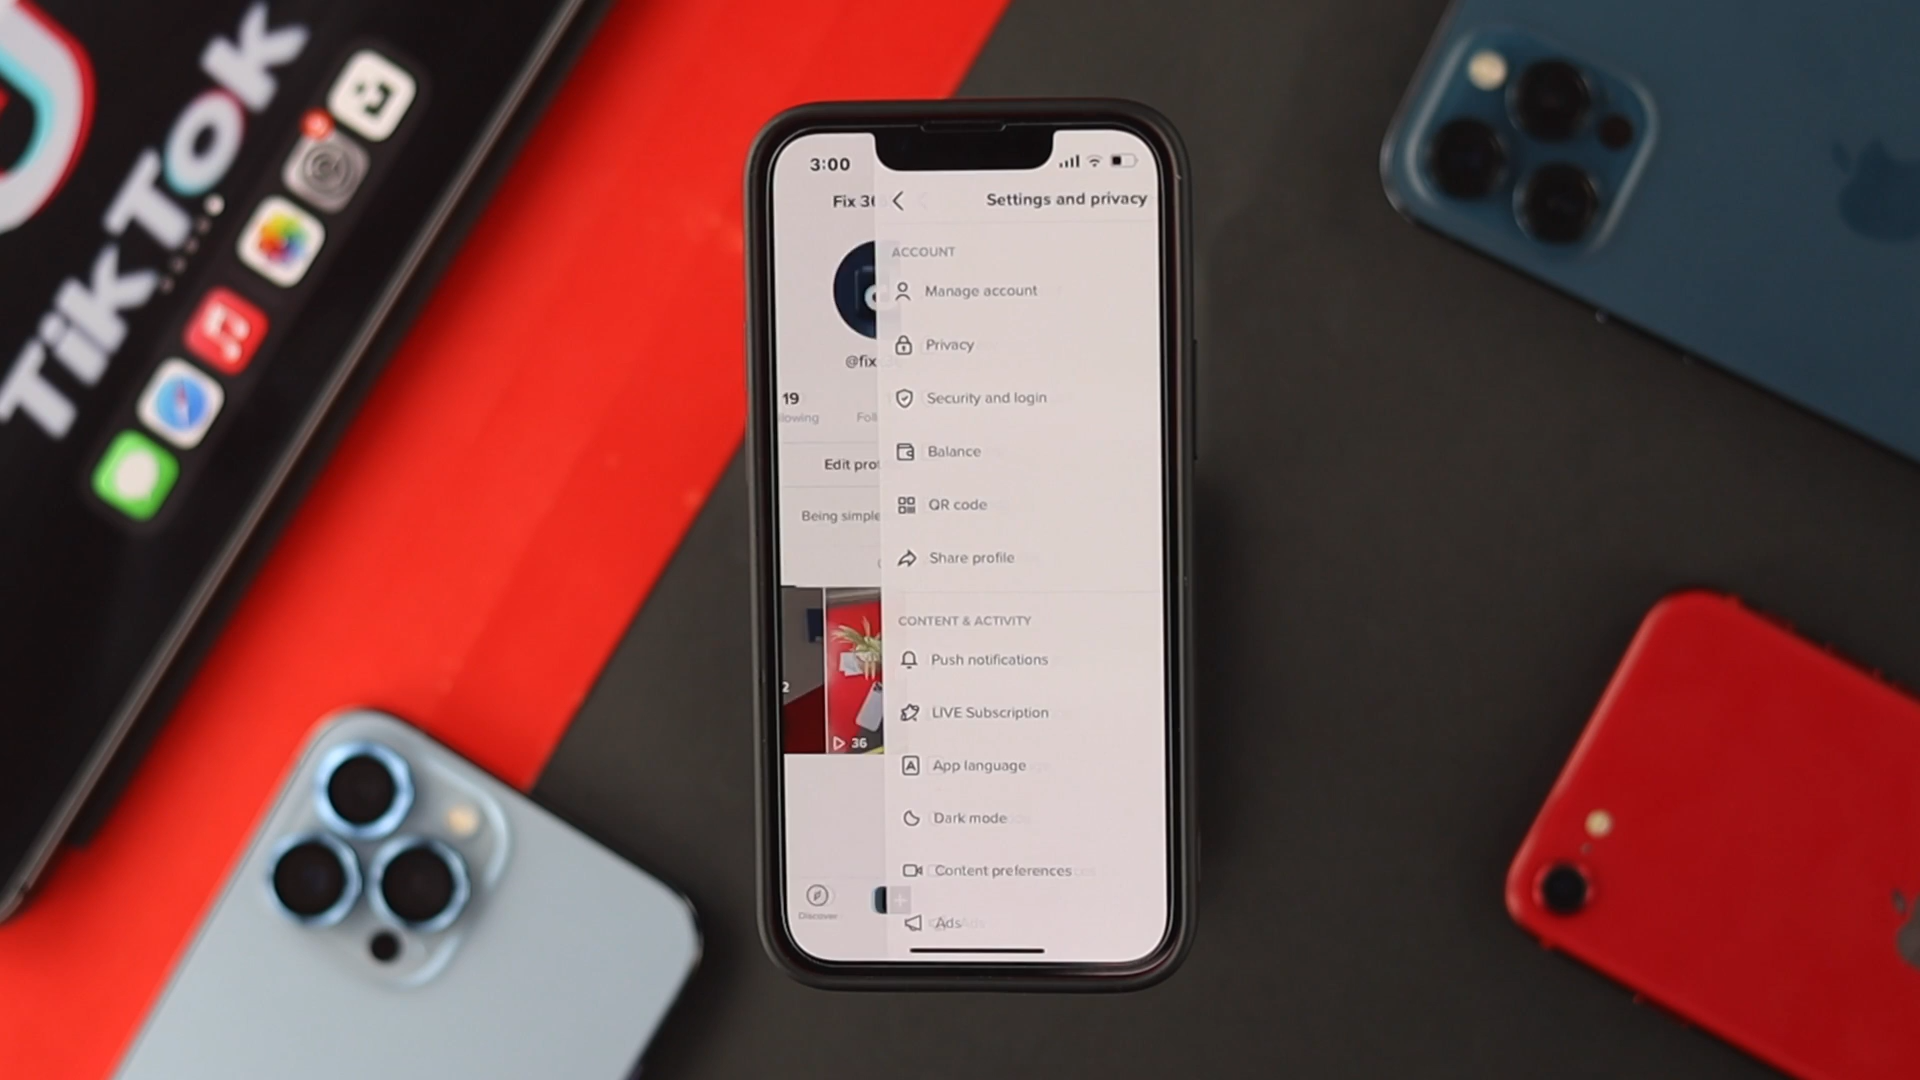 TikTok
3:00
Fix 36
Settings and privacy
ACCOUNT
Manage account
@fix
Privacy
19
Security and login
Edit pro
Balance
Being simple
QR code
Share profile
CONTENT & ACTIVITY
Push notifications
2
LIVE Subscription
36
App language
Dark mode
Content preferences
Discover
Ads